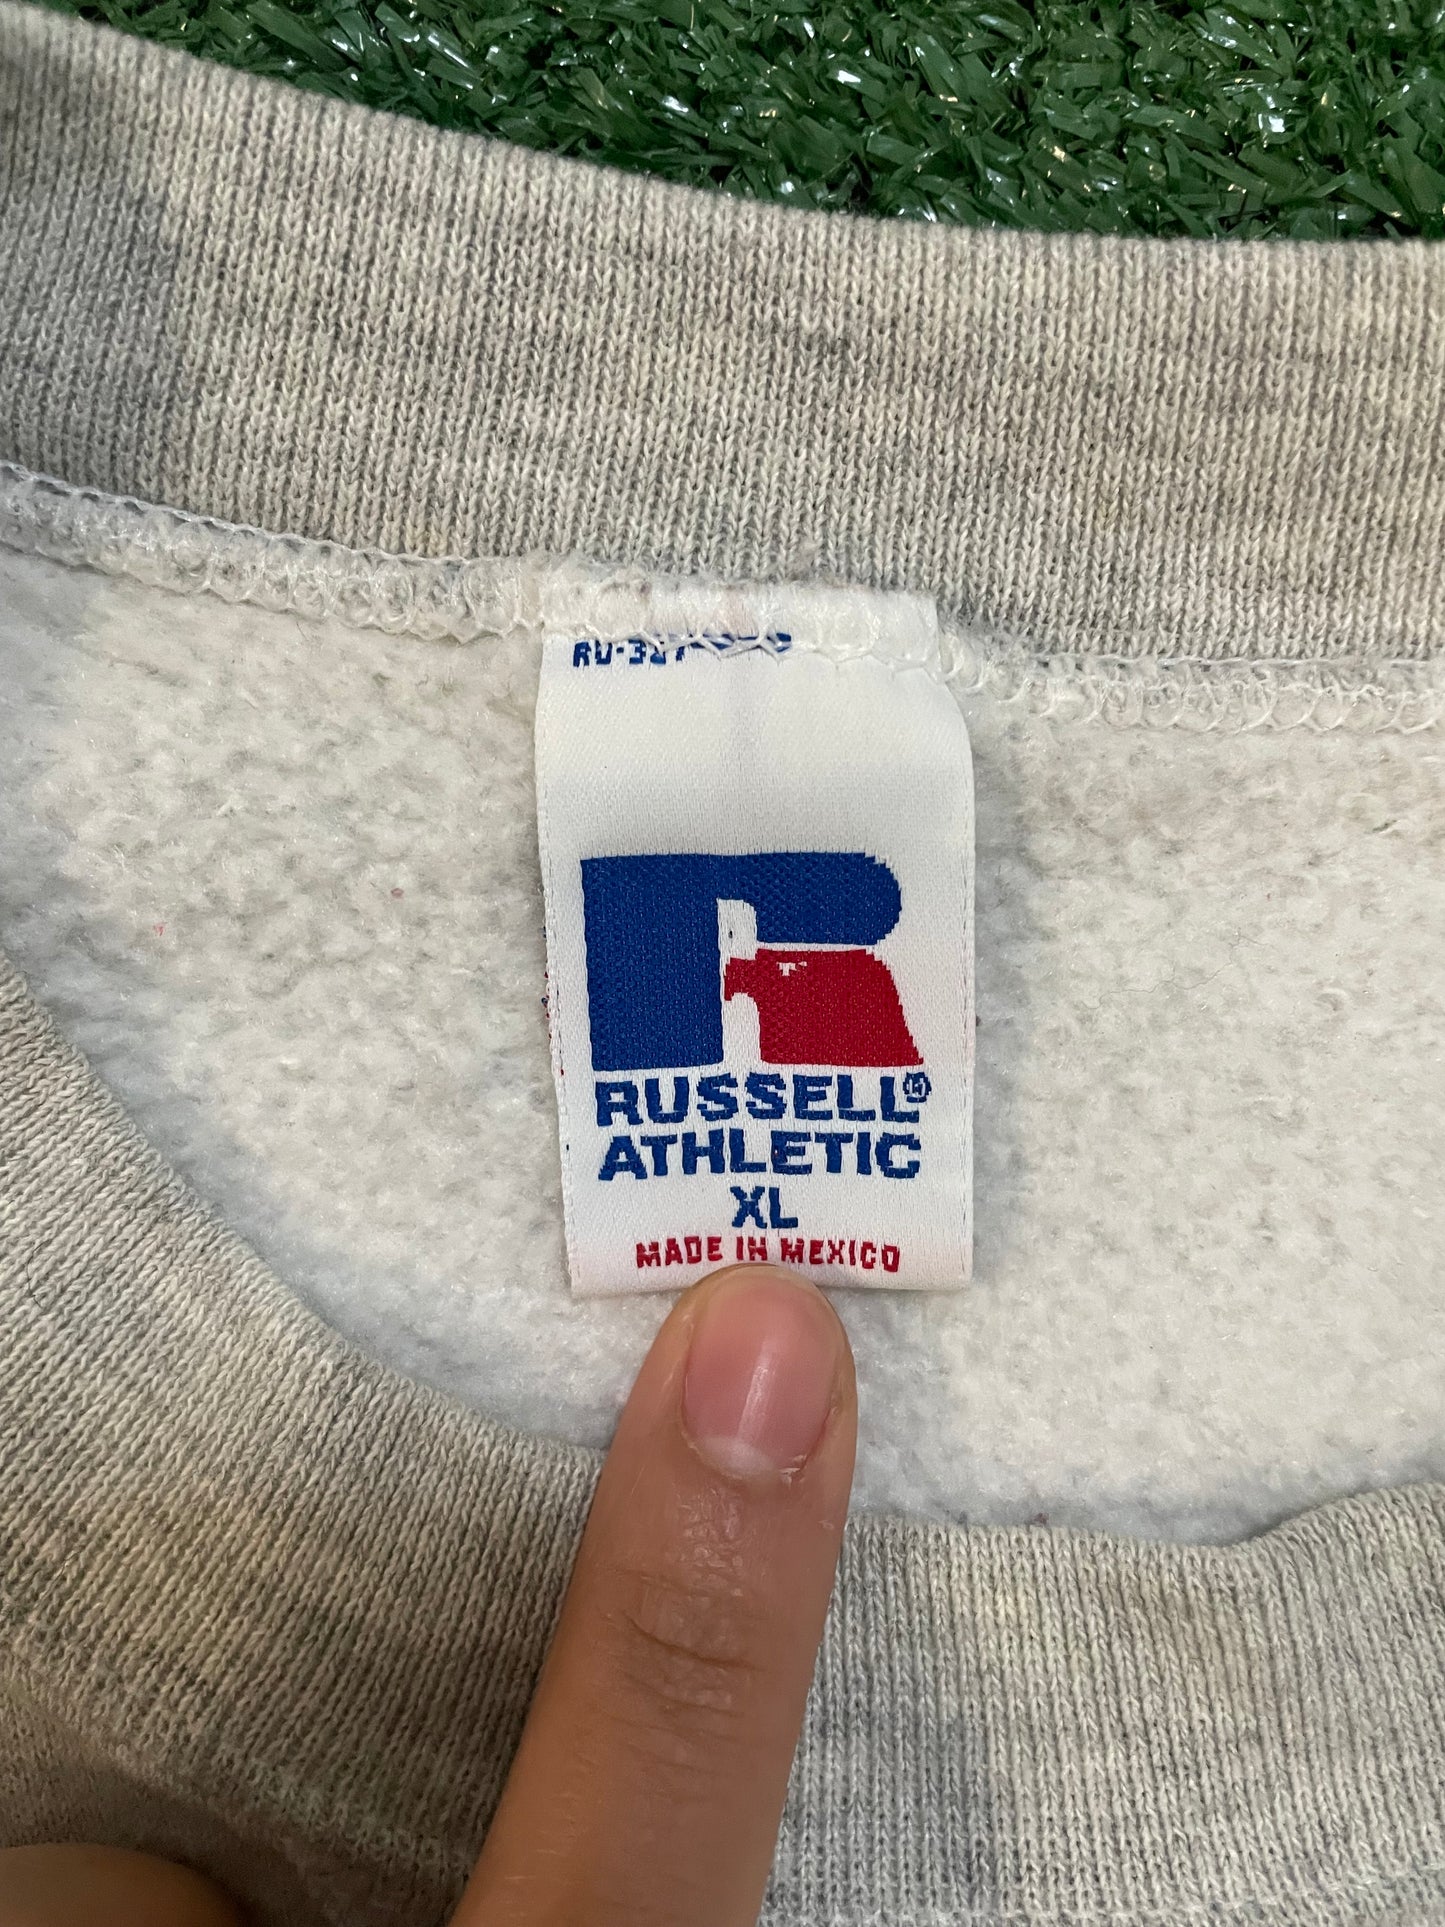 RUSSELL®
ATHLETIC
XL
MADE IN MEXICO